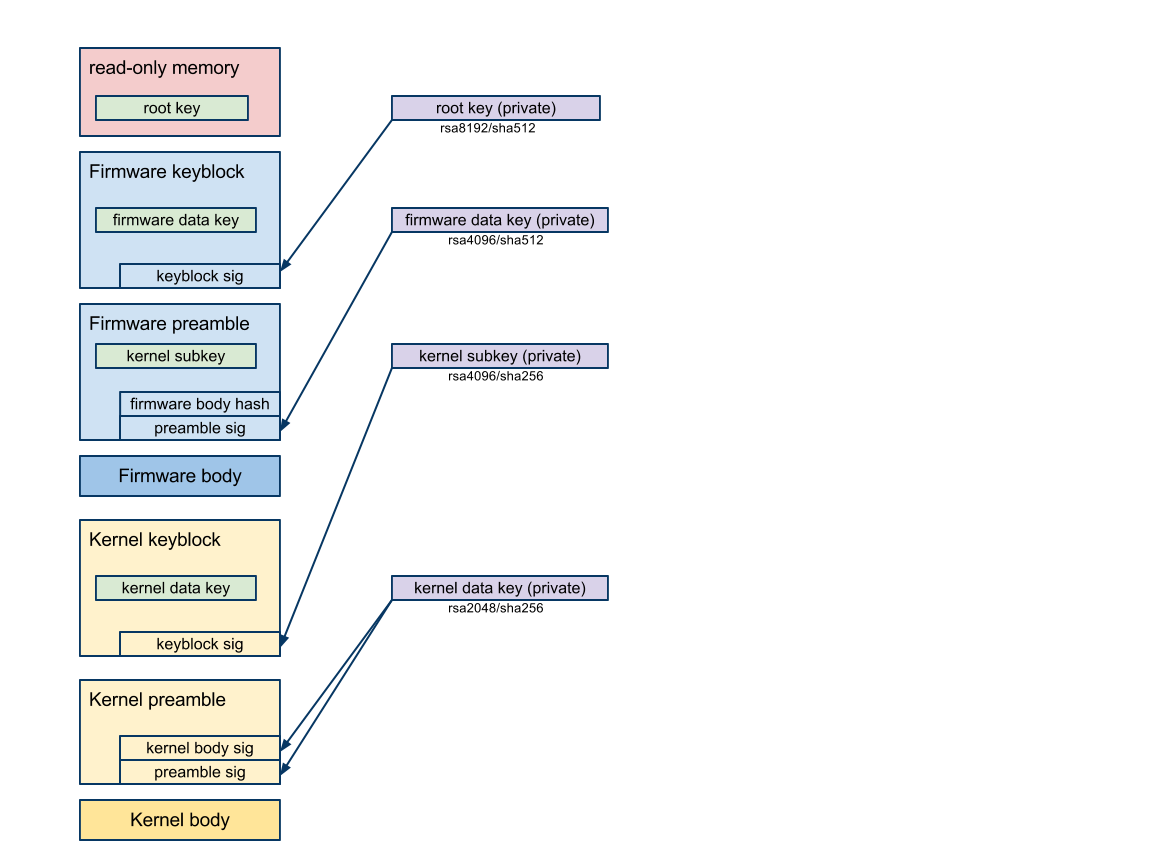 read-only memory
root key
root key (private)
rsa8192/sha512
Firmware keyblock
firmware data key
firmware data key (private)
rsa4096/sha512
keyblock sig
Firmware preamble
kernel subkey
kernel subkey (private)
rsa4096/sha256
firmware body hash
preamble sig
Firmware body
Kernel keyblock
kernel data key
kernel data key (private)
rsa2048/sha256
keyblock sig
Kernel preamble
kernel body sig
preamble sig
Kernel body